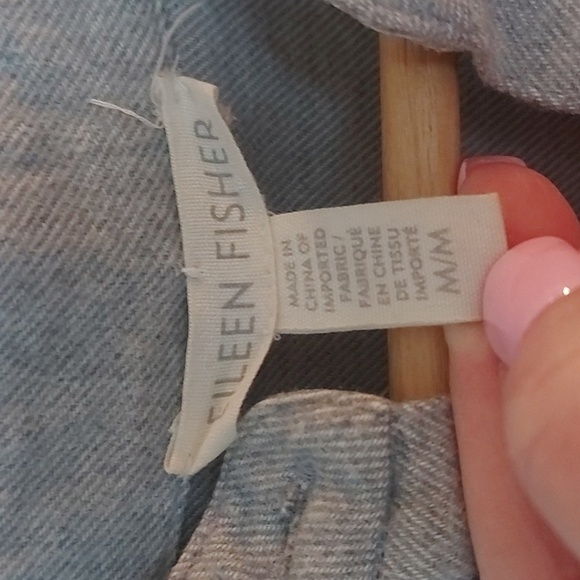 EILEEN FISHER
MADE IN
CHINA OF
IMPORTED
FABRIC /
FABRIQUÉ
EN CHINE
DE TISSU
IMPORTÉ
M/M